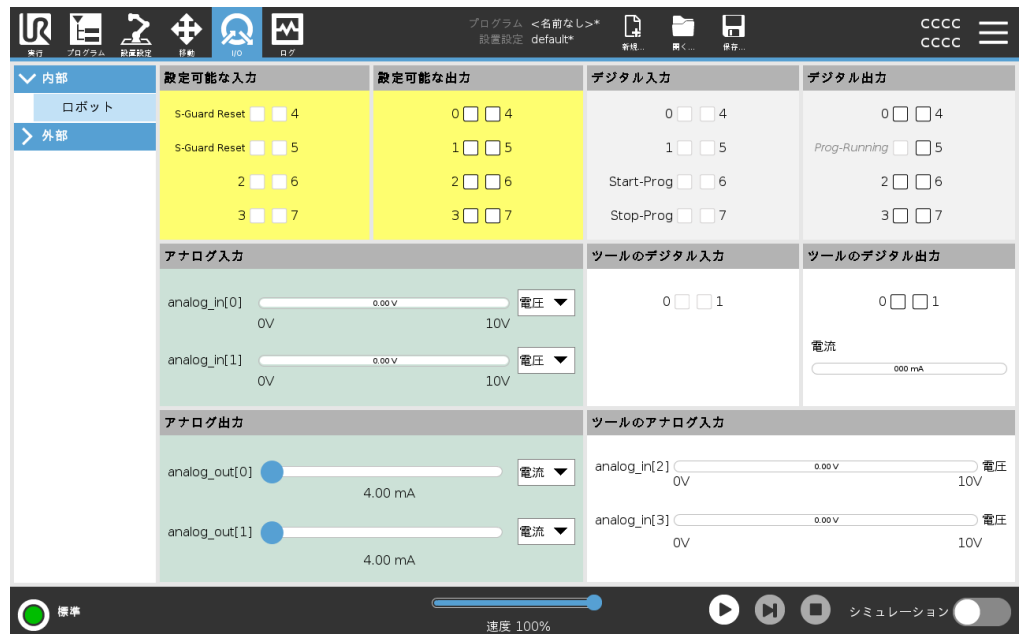 UR
実行 プログラム 設置設定 移動 I/O ログ
プログラム <名前なし>*
設置設定 default*
新規... 開く... 保存...
CCCC
CCCC
内部
ロボット
外部
設定可能な入力
S-Guard Reset 4
S-Guard Reset 5
2 6
3 7
設定可能な出力
0 4
1 5
2 6
3 7
デジタル入力
0 4
1 5
Start-Prog 6
Stop-Prog 7
デジタル出力
0 4
Prog-Running 5
2 6
3 7
アナログ入力
analog_in[0] 0.00 V 電圧
0V 10V
analog_in[1] 0.00 V 電圧
0V 10V
ツールのデジタル入力
0 1
ツールのデジタル出力
0 1
電流
000 mA
アナログ出力
analog_out[0] 電流
4.00 mA
analog_out[1] 電流
4.00 mA
ツールのアナログ入力
analog_in[2] 0.00 V 電圧
0V 10V
analog_in[3] 0.00 V 電圧
0V 10V
標準
速度 100%
シミュレーション